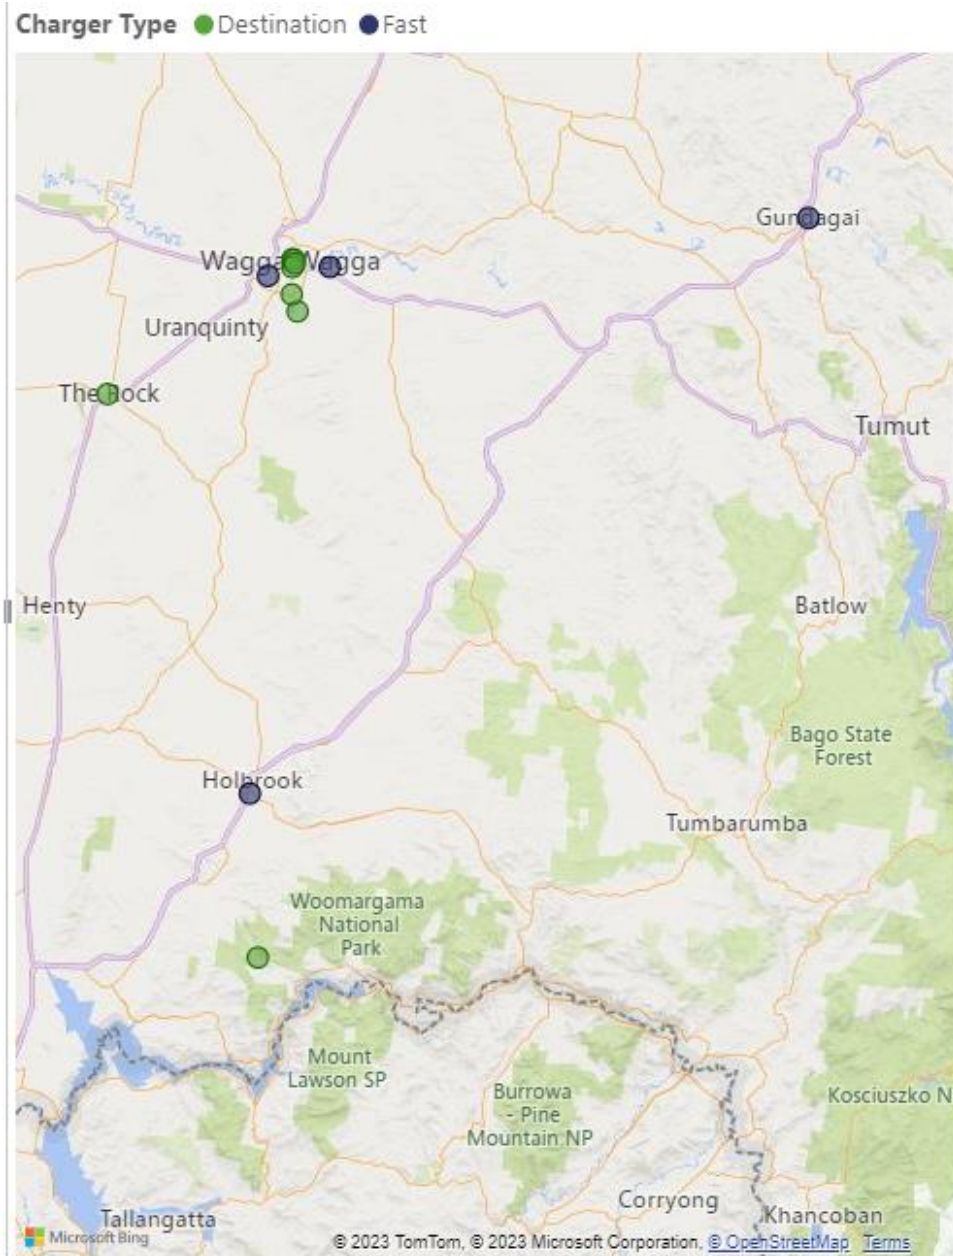 Charger Type Destination Fast
Gundagai
Wagga Wagga
Uranquinty
The Rock
Tumut
Henty
Batlow
Bago State
Forest
Holbrook
Tumbarumba
Woomargama
National
Park
Mount
Lawson SP
Burrowa
- Pine
Mountain NP
Kosciuszko N
Corryong
Khancoban
Tallangatta
Microsoft Bing
© 2023 TomTom, © 2023 Microsoft Corporation, © OpenStreetMap Terms